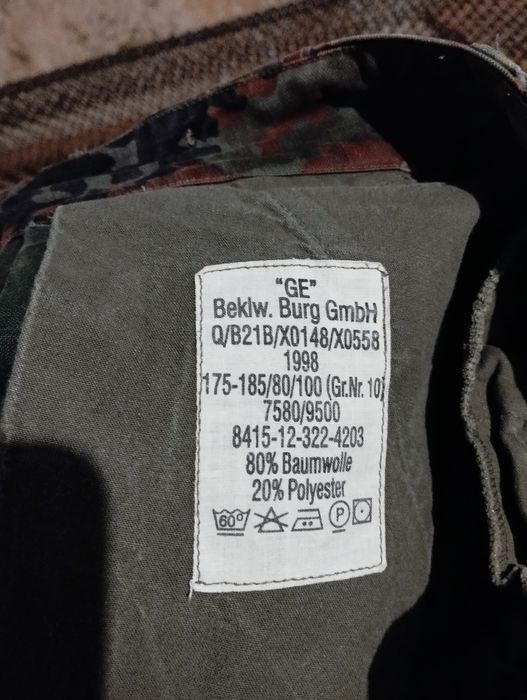 "GE"
Beklw. Burg GmbH
Q/B21B/X0148/X0558
1998
175-185/80/100 (Gr.Nr. 10)
7580/9500
8415-12-322-4203
80% Baumwolle
20% Polyester
60° P